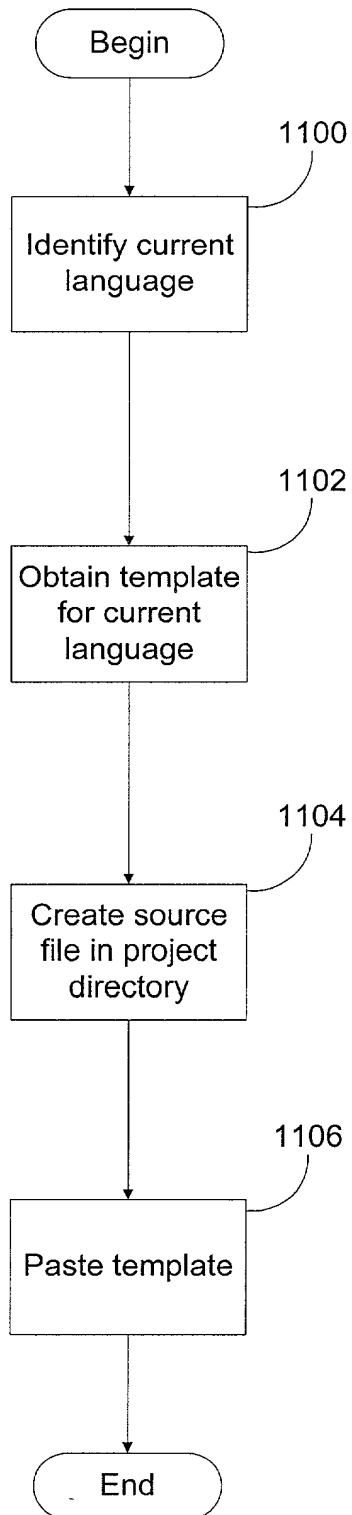 Begin
1100
Identify current
language
1102
Obtain template
for current
language
1104
Create source
file in project
directory
1106
Paste template
End